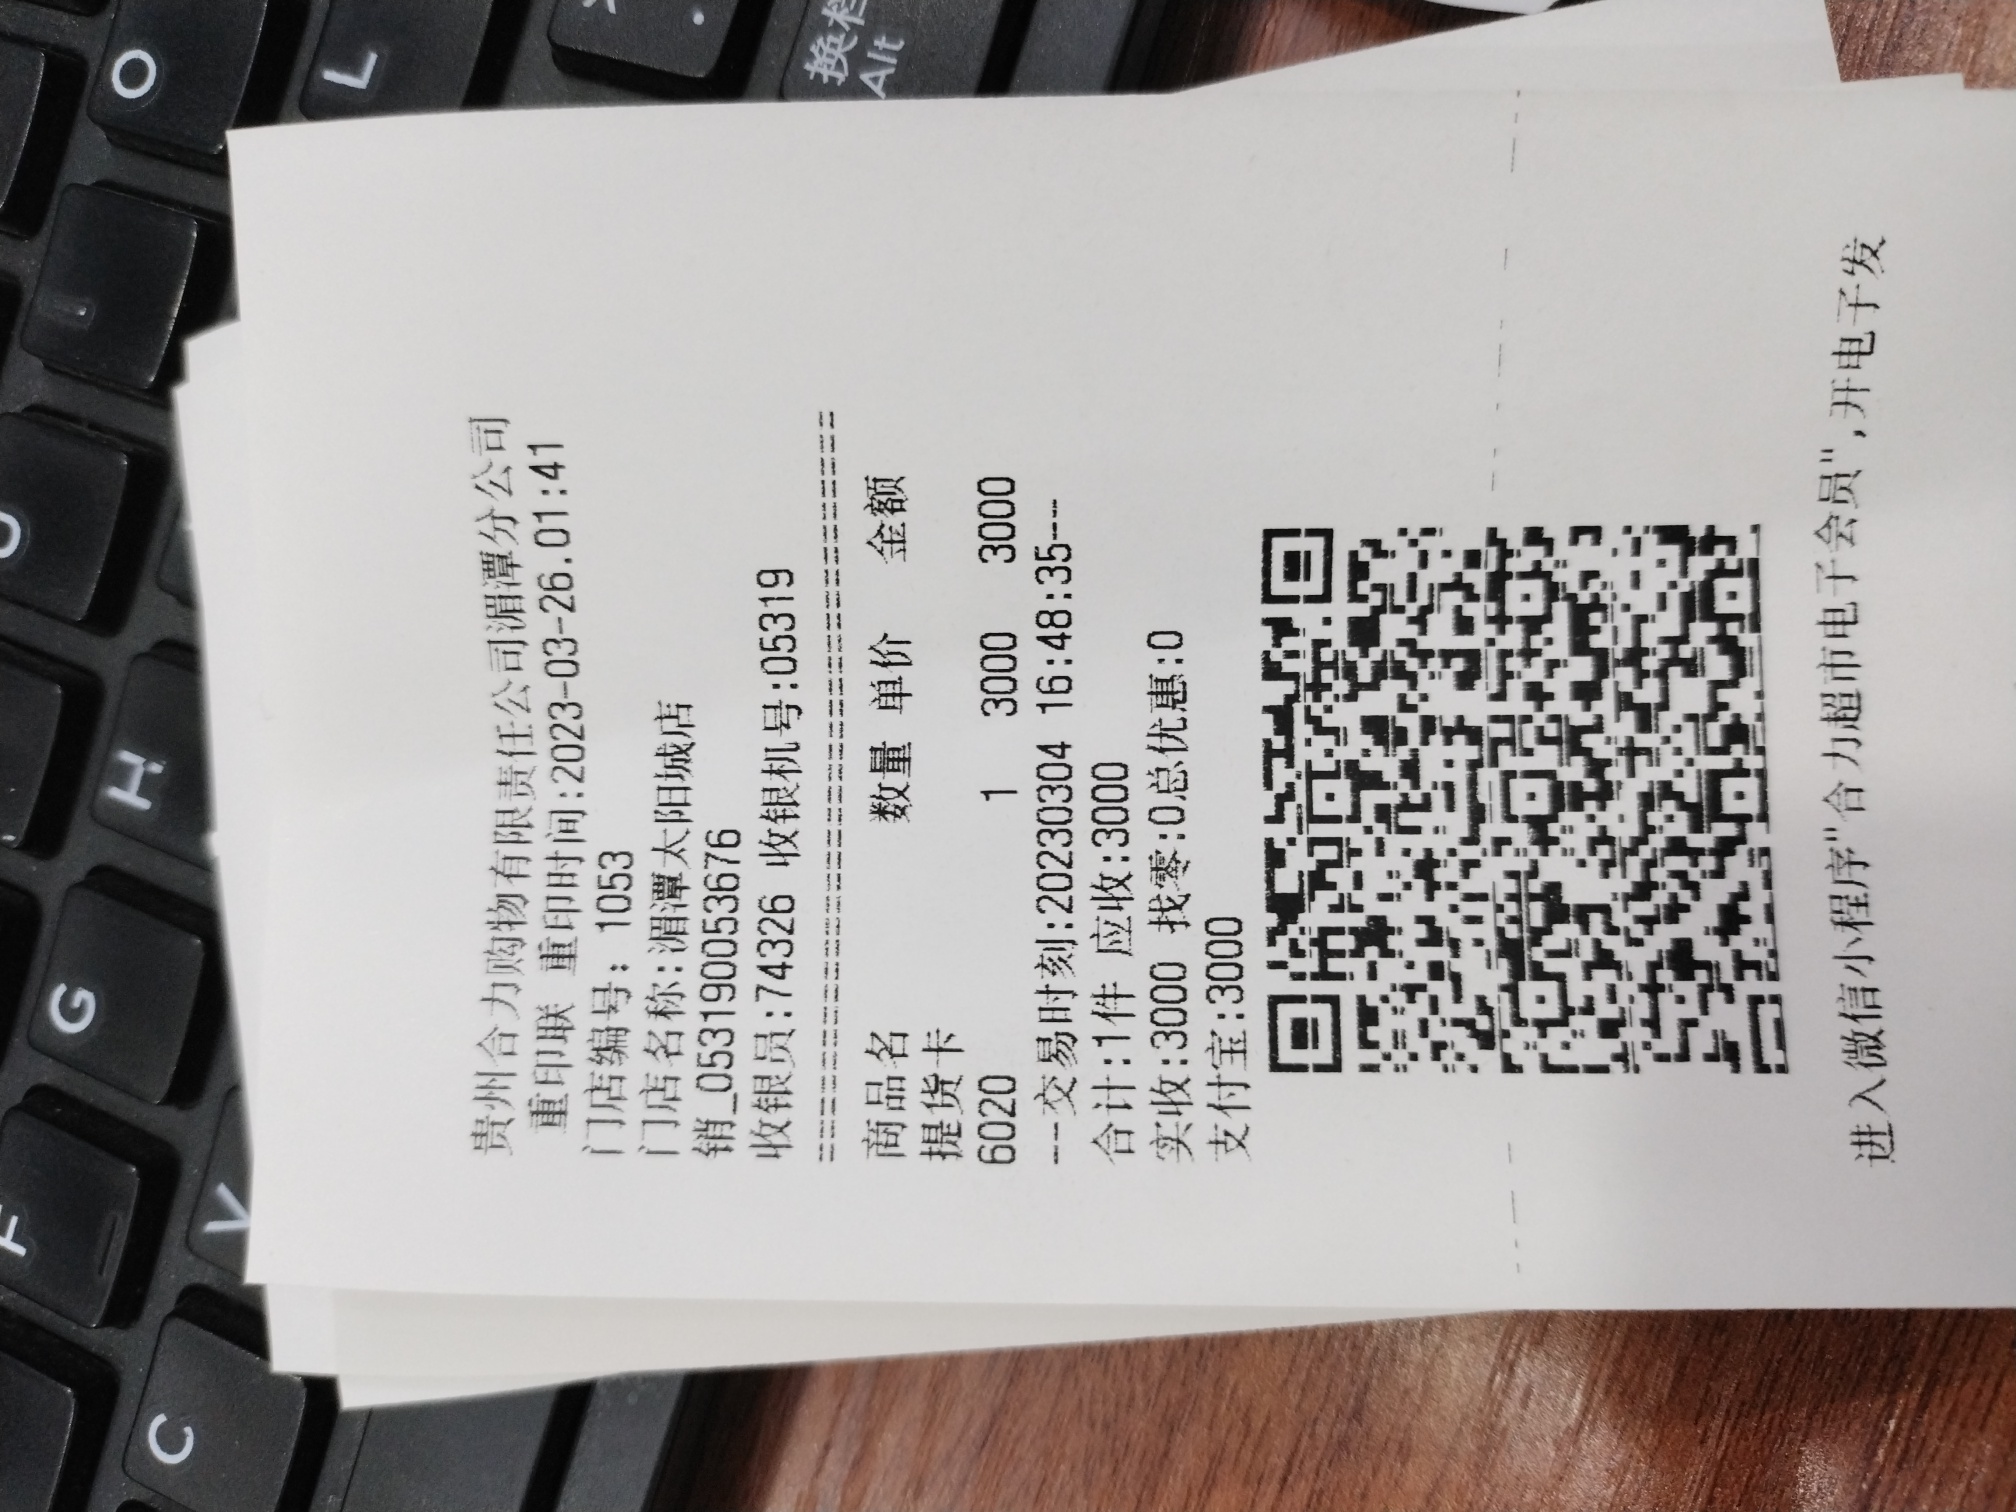 贵州合力购物有限责任公司湄潭分公司
重印联 重印时间:2023-03-26.01:41
门店编号: 1053
门店名称:湄潭太阳城店
销_053190053676
收银员:74326 收银机号:05319
========================================
商品名 数量 单价 金额
提货卡
6020 1 3000 3000
--交易时刻:20230304 16:48:35---
合计:1件 应收:3000
实收:3000 找零:0总优惠:0
支付宝:3000
进入微信小程序"合力超市电子会员",开电子发
O
L
换档
Alt
H
G
F
V
C